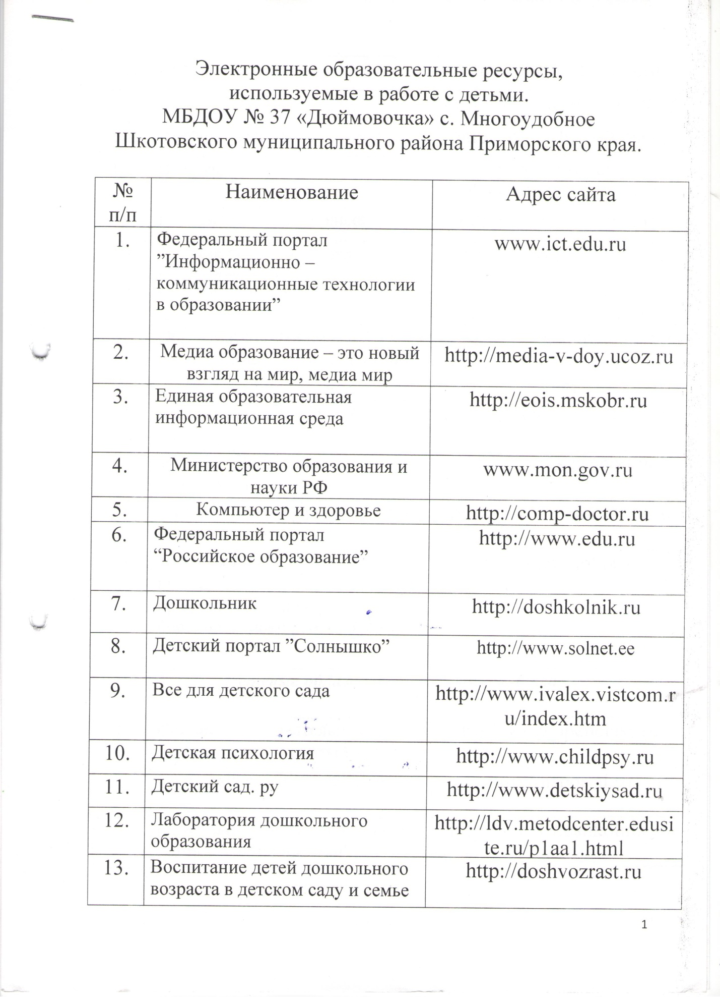 Электронные образовательные ресурсы,
используемые в работе с детьми.
МБДОУ № 37 «Дюймовочка» с. Многоудобное
Шкотовского муниципального района Приморского края.
№
п/п
Наименование
Адрес сайта
1.
Федеральный портал
”Информационно –
коммуникационные технологии
в образовании”
www.ict.edu.ru
2.
Медиа образование – это новый
взгляд на мир, медиа мир
http://media-v-doy.ucoz.ru
3.
Единая образовательная
информационная среда
http://eois.mskobr.ru
4.
Министерство образования и
науки РФ
www.mon.gov.ru
5.
Компьютер и здоровье
http://comp-doctor.ru
6.
Федеральный портал
“Российское образование”
http://www.edu.ru
7.
Дошкольник
http://doshkolnik.ru
8.
Детский портал ”Солнышко”
http://www.solnet.ee
9.
Все для детского сада
http://www.ivalex.vistcom.r
u/index.htm
10.
Детская психология
http://www.childpsy.ru
11.
Детский сад. ру
http://www.detskiysad.ru
12.
Лаборатория дошкольного
образования
http://ldv.metodcenter.edusi
te.ru/p1aa1.html
13.
Воспитание детей дошкольного
возраста в детском саду и семье
http://doshvozrast.ru
1